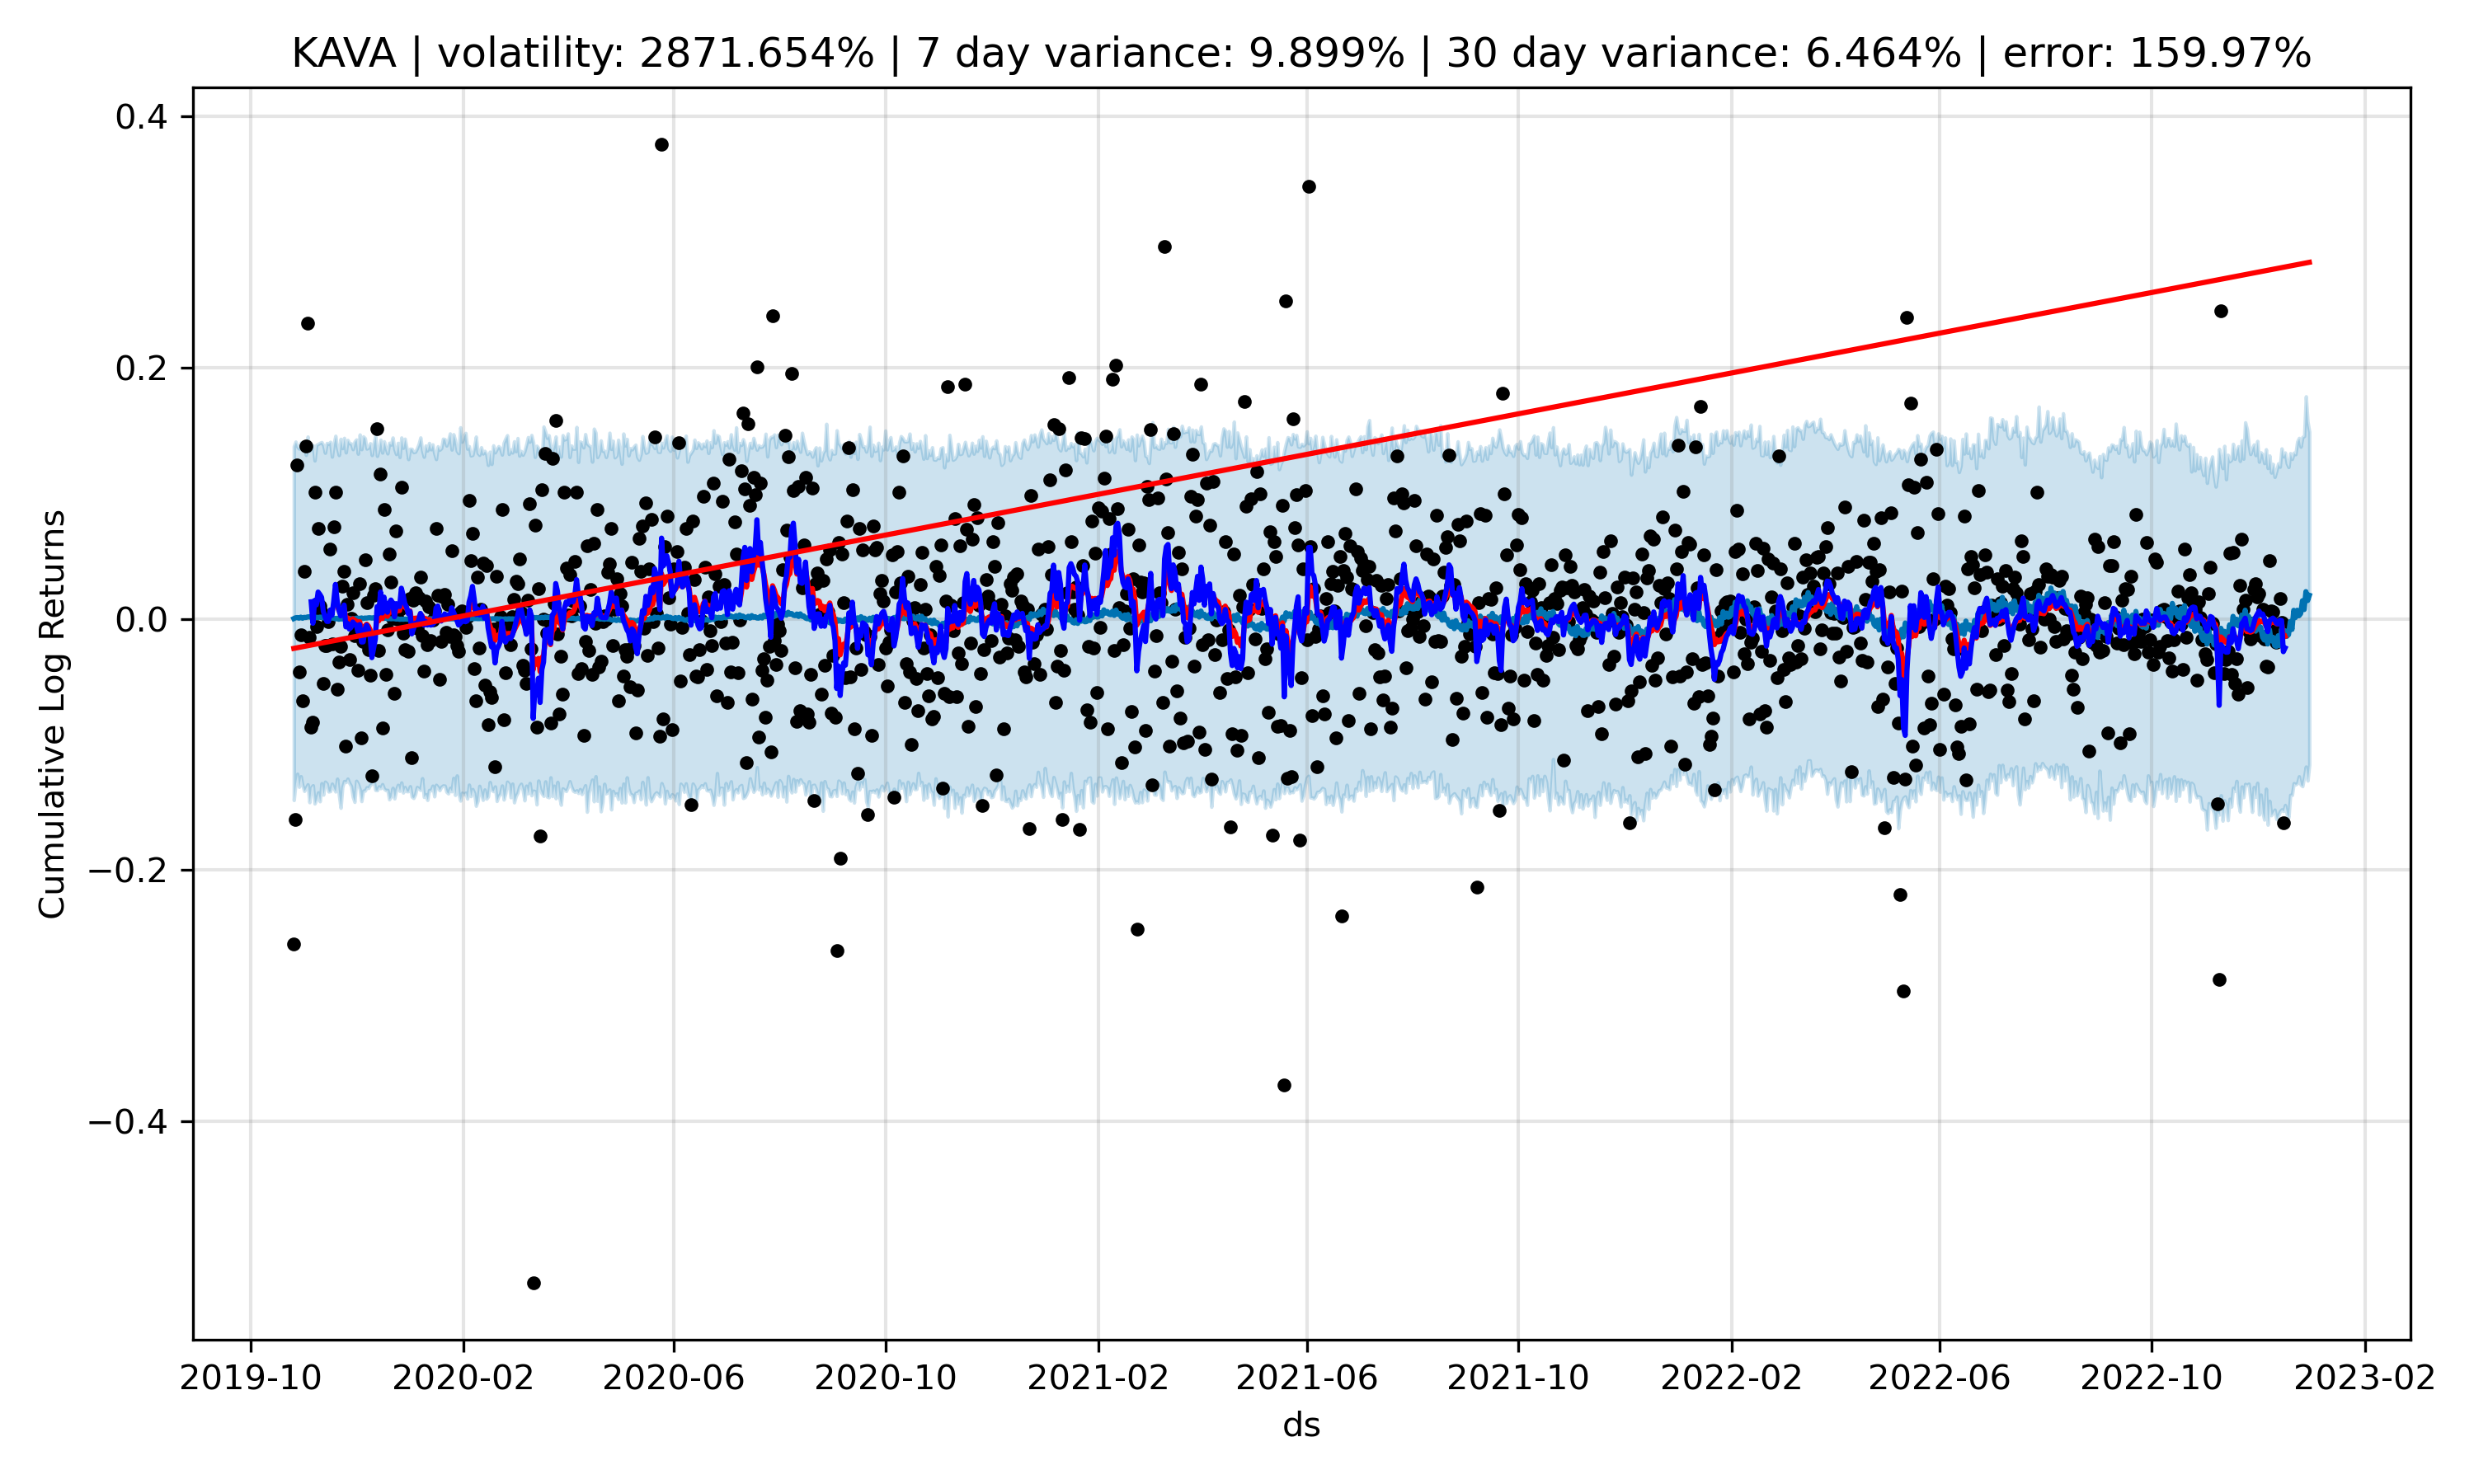 KAVA | volatility: 2871.654% | 7 day variance: 9.899% | 30 day variance: 6.464% | error: 159.97%
0.4
0.2
0.0
−0.2
−0.4
Cumulative Log Returns
2019-10 2020-02 2020-06 2020-10 2021-02 2021-06 2021-10 2022-02 2022-06 2022-10 2023-02
ds